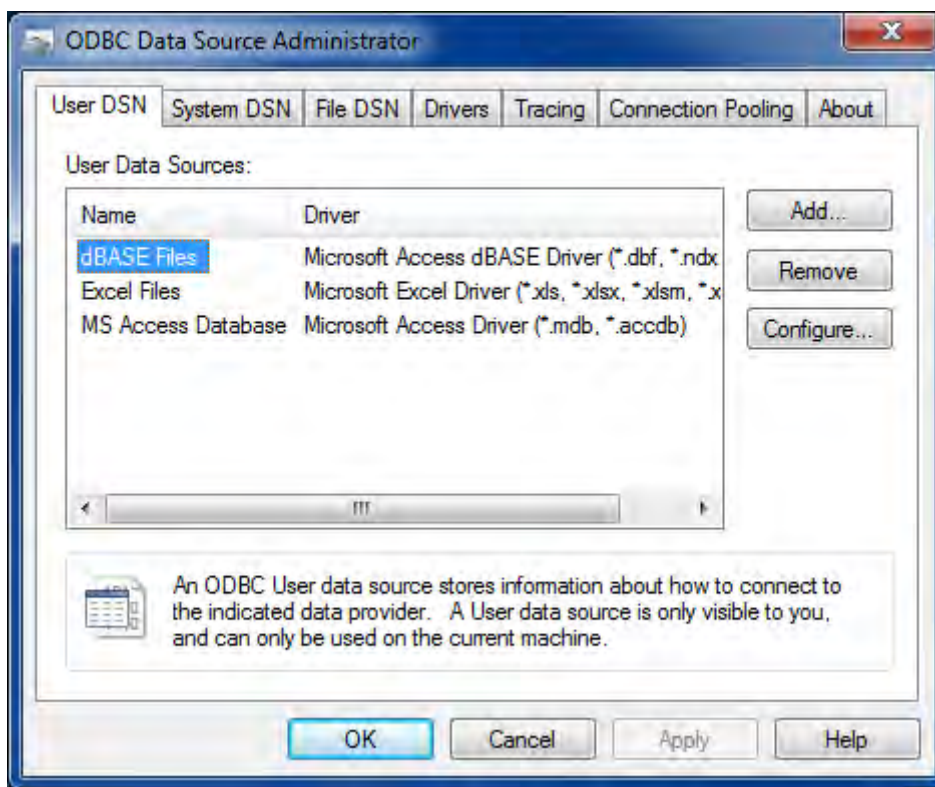 ODBC Data Source Administrator
User DSN System DSN File DSN Drivers Tracing Connection Pooling About
User Data Sources:
Name Driver
dBASE Files Microsoft Access dBASE Driver (*.dbf, *.ndx
Excel Files Microsoft Excel Driver (*.xls, *.xlsx, *.xlsm, *.x
MS Access Database Microsoft Access Driver (*.mdb, *.accdb)
Add...
Remove
Configure...
An ODBC User data source stores information about how to connect to
the indicated data provider. A User data source is only visible to you,
and can only be used on the current machine.
OK Cancel Apply Help